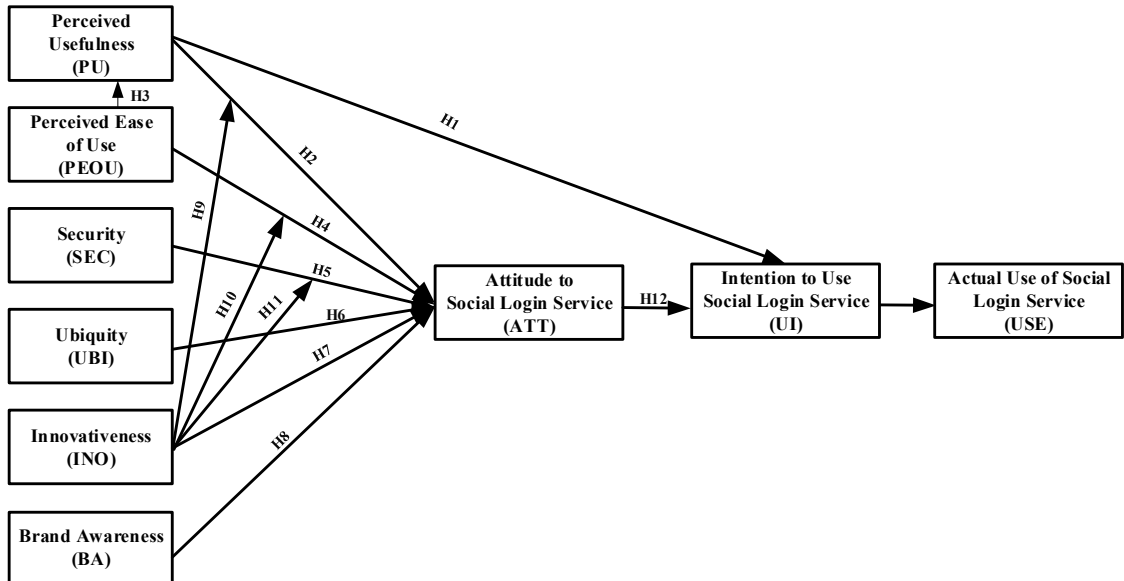 Perceived
Usefulness
(PU)
H3
Perceived Ease
of Use
(PEOU)
Security
(SEC)
Ubiquity
(UBI)
Innovativeness
(INO)
Brand Awareness
(BA)
H1
H2
H9
H4
H5
H10
H11
H6
H7
H8
Attitude to
Social Login Service
(ATT)
H12
Intention to Use
Social Login Service
(UI)
Actual Use of Social
Login Service
(USE)